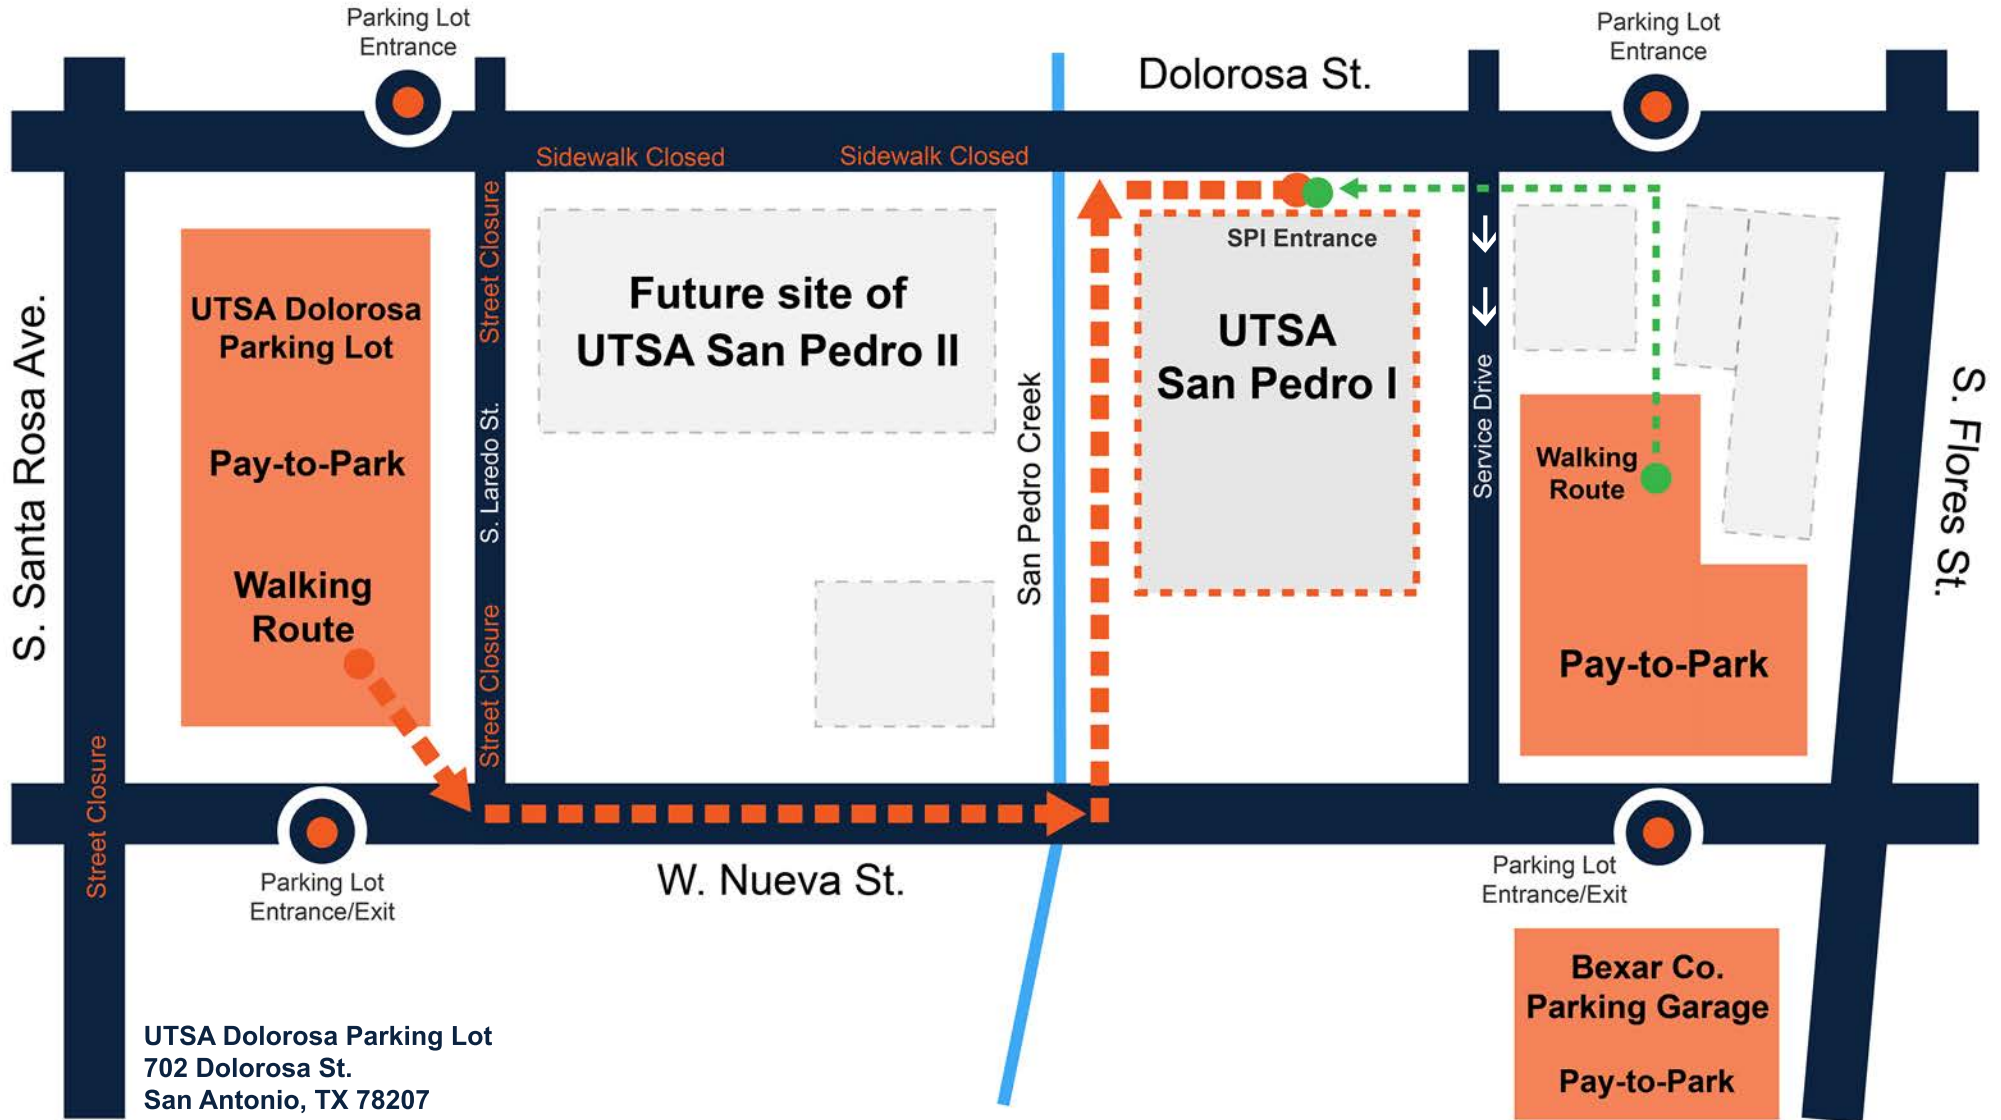 Parking Lot
Entrance
Parking Lot
Entrance
Dolorosa St.
Sidewalk Closed
Sidewalk Closed
S. Santa Rosa Ave.
Street Closure
UTSA Dolorosa
Parking Lot
Pay-to-Park
Walking
Route
Street Closure
S. Laredo St.
Street Closure
Future site of
UTSA San Pedro II
San Pedro Creek
SPI Entrance
UTSA
San Pedro I
Service Drive
Walking
Route
Pay-to-Park
S. Flores St.
Parking Lot
Entrance/Exit
W. Nueva St.
Parking Lot
Entrance/Exit
Bexar Co.
Parking Garage
Pay-to-Park
UTSA Dolorosa Parking Lot
702 Dolorosa St.
San Antonio, TX 78207